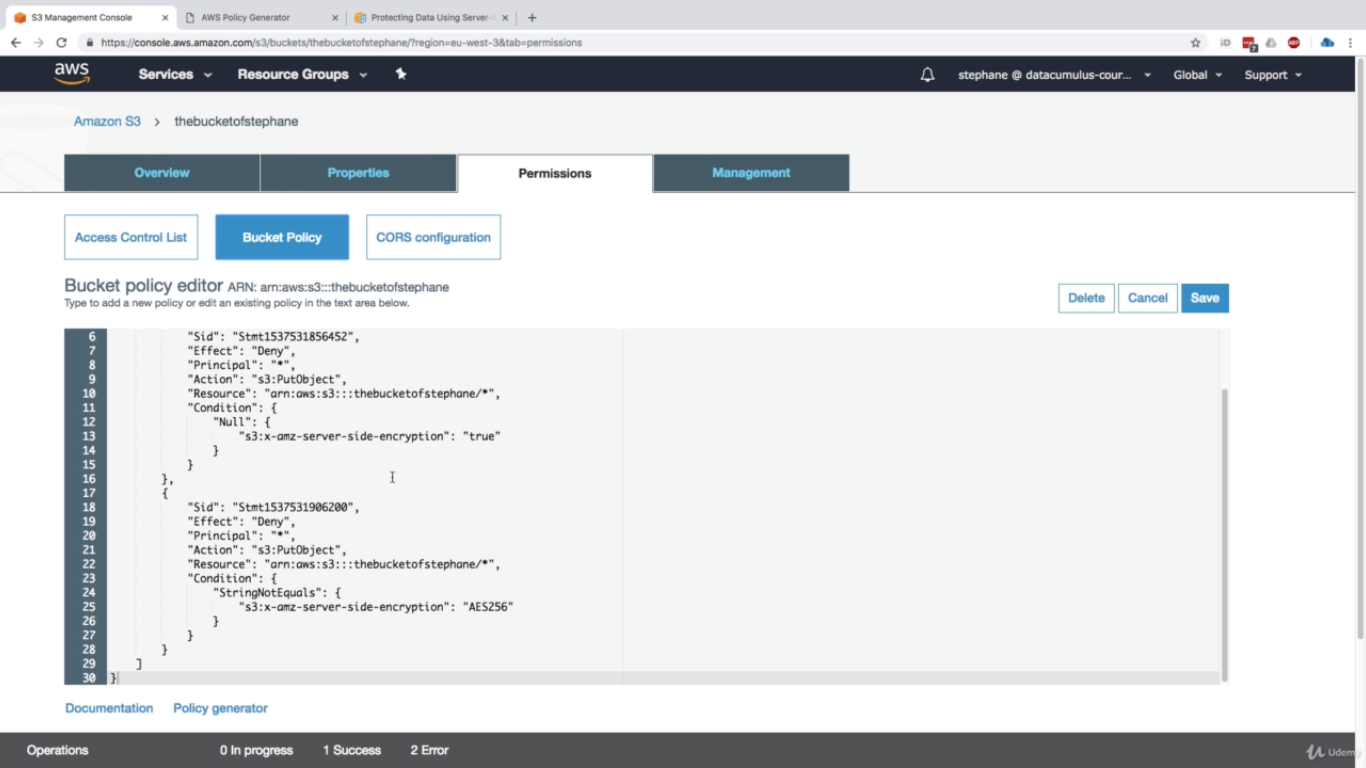 S3 Management Console
AWS Policy Generator
Protecting Data Using Server-
https://console.aws.amazon.com/s3/buckets/thebucketofstephane/?region=eu-west-3&tab=permissions
aws
Services
Resource Groups
stephane @ datacumulus-cour...
Global
Support
Amazon S3 > thebucketofstephane
Overview
Properties
Permissions
Management
Access Control List
Bucket Policy
CORS configuration
Bucket policy editor ARN: arn:aws:s3:::thebucketofstephane
Type to add a new policy or edit an existing policy in the text area below.
Delete
Cancel
Save
6 "Sid": "Stmt1537531856452",
7 "Effect": "Deny",
8 "Principal": "*",
9 "Action": "s3:PutObject",
10 "Resource": "arn:aws:s3:::thebucketofstephane/*",
11 "Condition": {
12 "Null": {
13 "s3:x-amz-server-side-encryption": "true"
14 }
15 }
16 },
17 {
18 "Sid": "Stmt1537531906200",
19 "Effect": "Deny",
20 "Principal": "*",
21 "Action": "s3:PutObject",
22 "Resource": "arn:aws:s3:::thebucketofstephane/*",
23 "Condition": {
24 "StringNotEquals": {
25 "s3:x-amz-server-side-encryption": "AES256"
26 }
27 }
28 }
29 ]
30 }
Documentation
Policy generator
Operations
0 In progress
1 Success
2 Error
Udemy